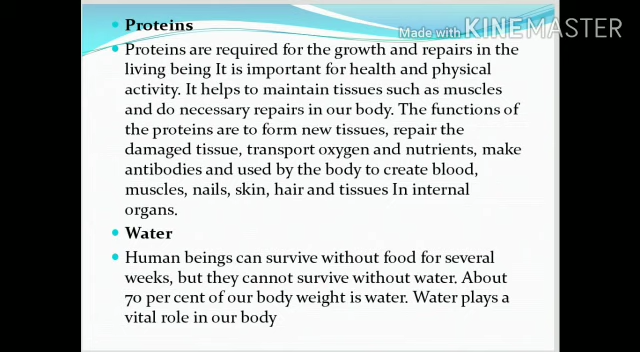 Made with KINEMASTER
Proteins
Proteins are required for the growth and repairs in the
living being It is important for health and physical
activity. It helps to maintain tissues such as muscles
and do necessary repairs in our body. The functions of
the proteins are to form new tissues, repair the
damaged tissue, transport oxygen and nutrients, make
antibodies and used by the body to create blood,
muscles, nails, skin, hair and tissues In internal
organs.
Water
Human beings can survive without food for several
weeks, but they cannot survive without water. About
70 per cent of our body weight is water. Water plays a
vital role in our body